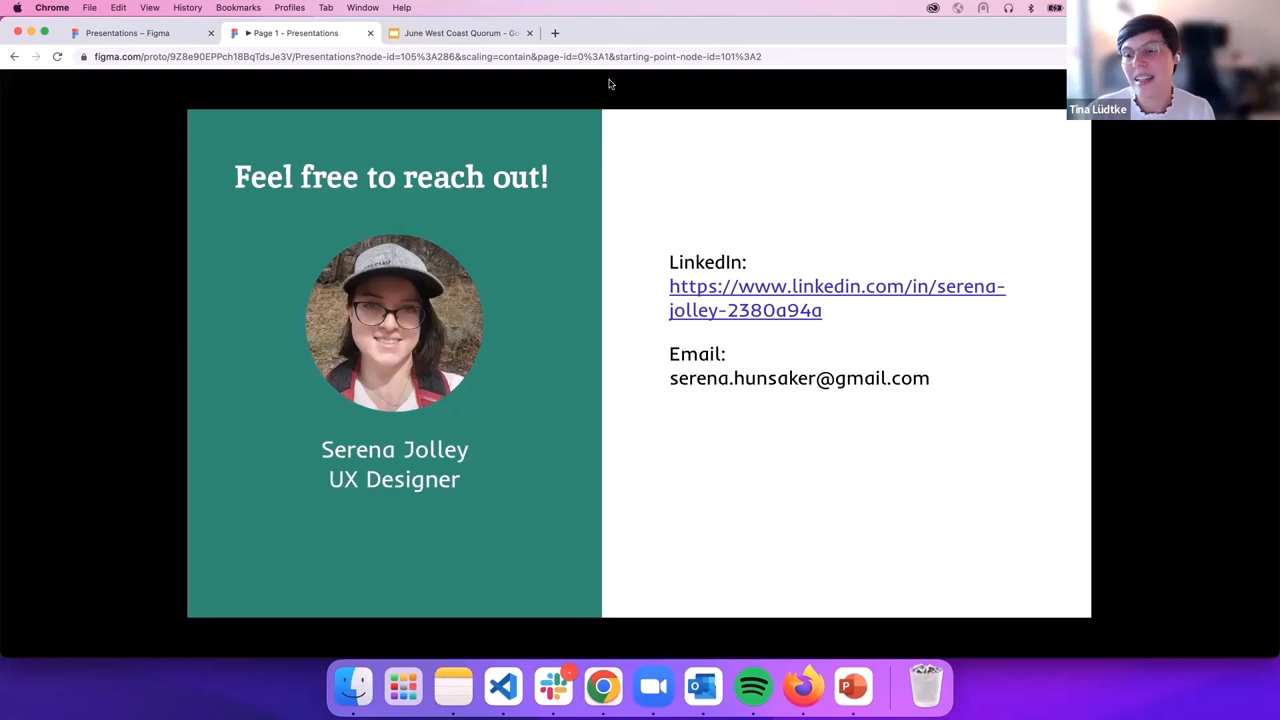 Chrome File Edit View History Bookmarks Profiles Tab Window Help
Presentations – Figma
Page 1 - Presentations
June West Coast Quorum - Go
figma.com/proto/9Z8e90EPPch18BqTdsJe3V/Presentations?node-id=105%3A286&scaling=contain&page-id=0%3A1&starting-point-node-id=101%3A2
Tina Lüdtke
Feel free to reach out!
Serena Jolley
UX Designer
LinkedIn:
https://www.linkedin.com/in/serena-
jolley-2380a94a
Email:
serena.hunsaker@gmail.com